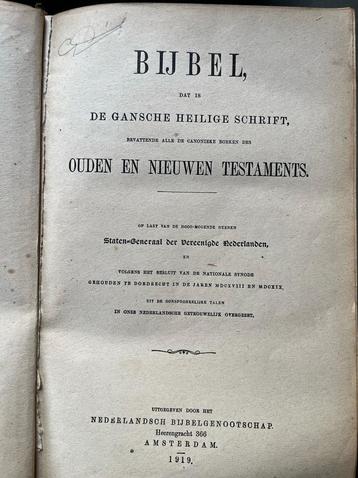 BIJBEL,
DAT IS
DE GANSCHE HEILIGE SCHRIFT,
BEVATTENDE ALLE DE CANONIEKE BOEKEN DES
OUDEN EN NIEUWEN TESTAMENTS.
OP LAST VAN DE HOOG-MOGENDE HEEREN
Staten-Generaal der Vereenigde Nederlanden,
EN
VOLGENS HET BESLUIT VAN DE NATIONALE SYNODE
GEHOUDEN TE DORDRECHT IN DE JAREN MDCXVIII EN MDCXIX,
UIT DE OORSPRONKELIJKE TALEN
IN ONZE NEDERLANDSCHE GETROUWELIJK OVERGEZET,
UITGEGEVEN DOOR HET
NEDERLANDSCH BIJBELGENOOTSCHAP.
Heerengracht 366
AMSTERDAM.
1919.